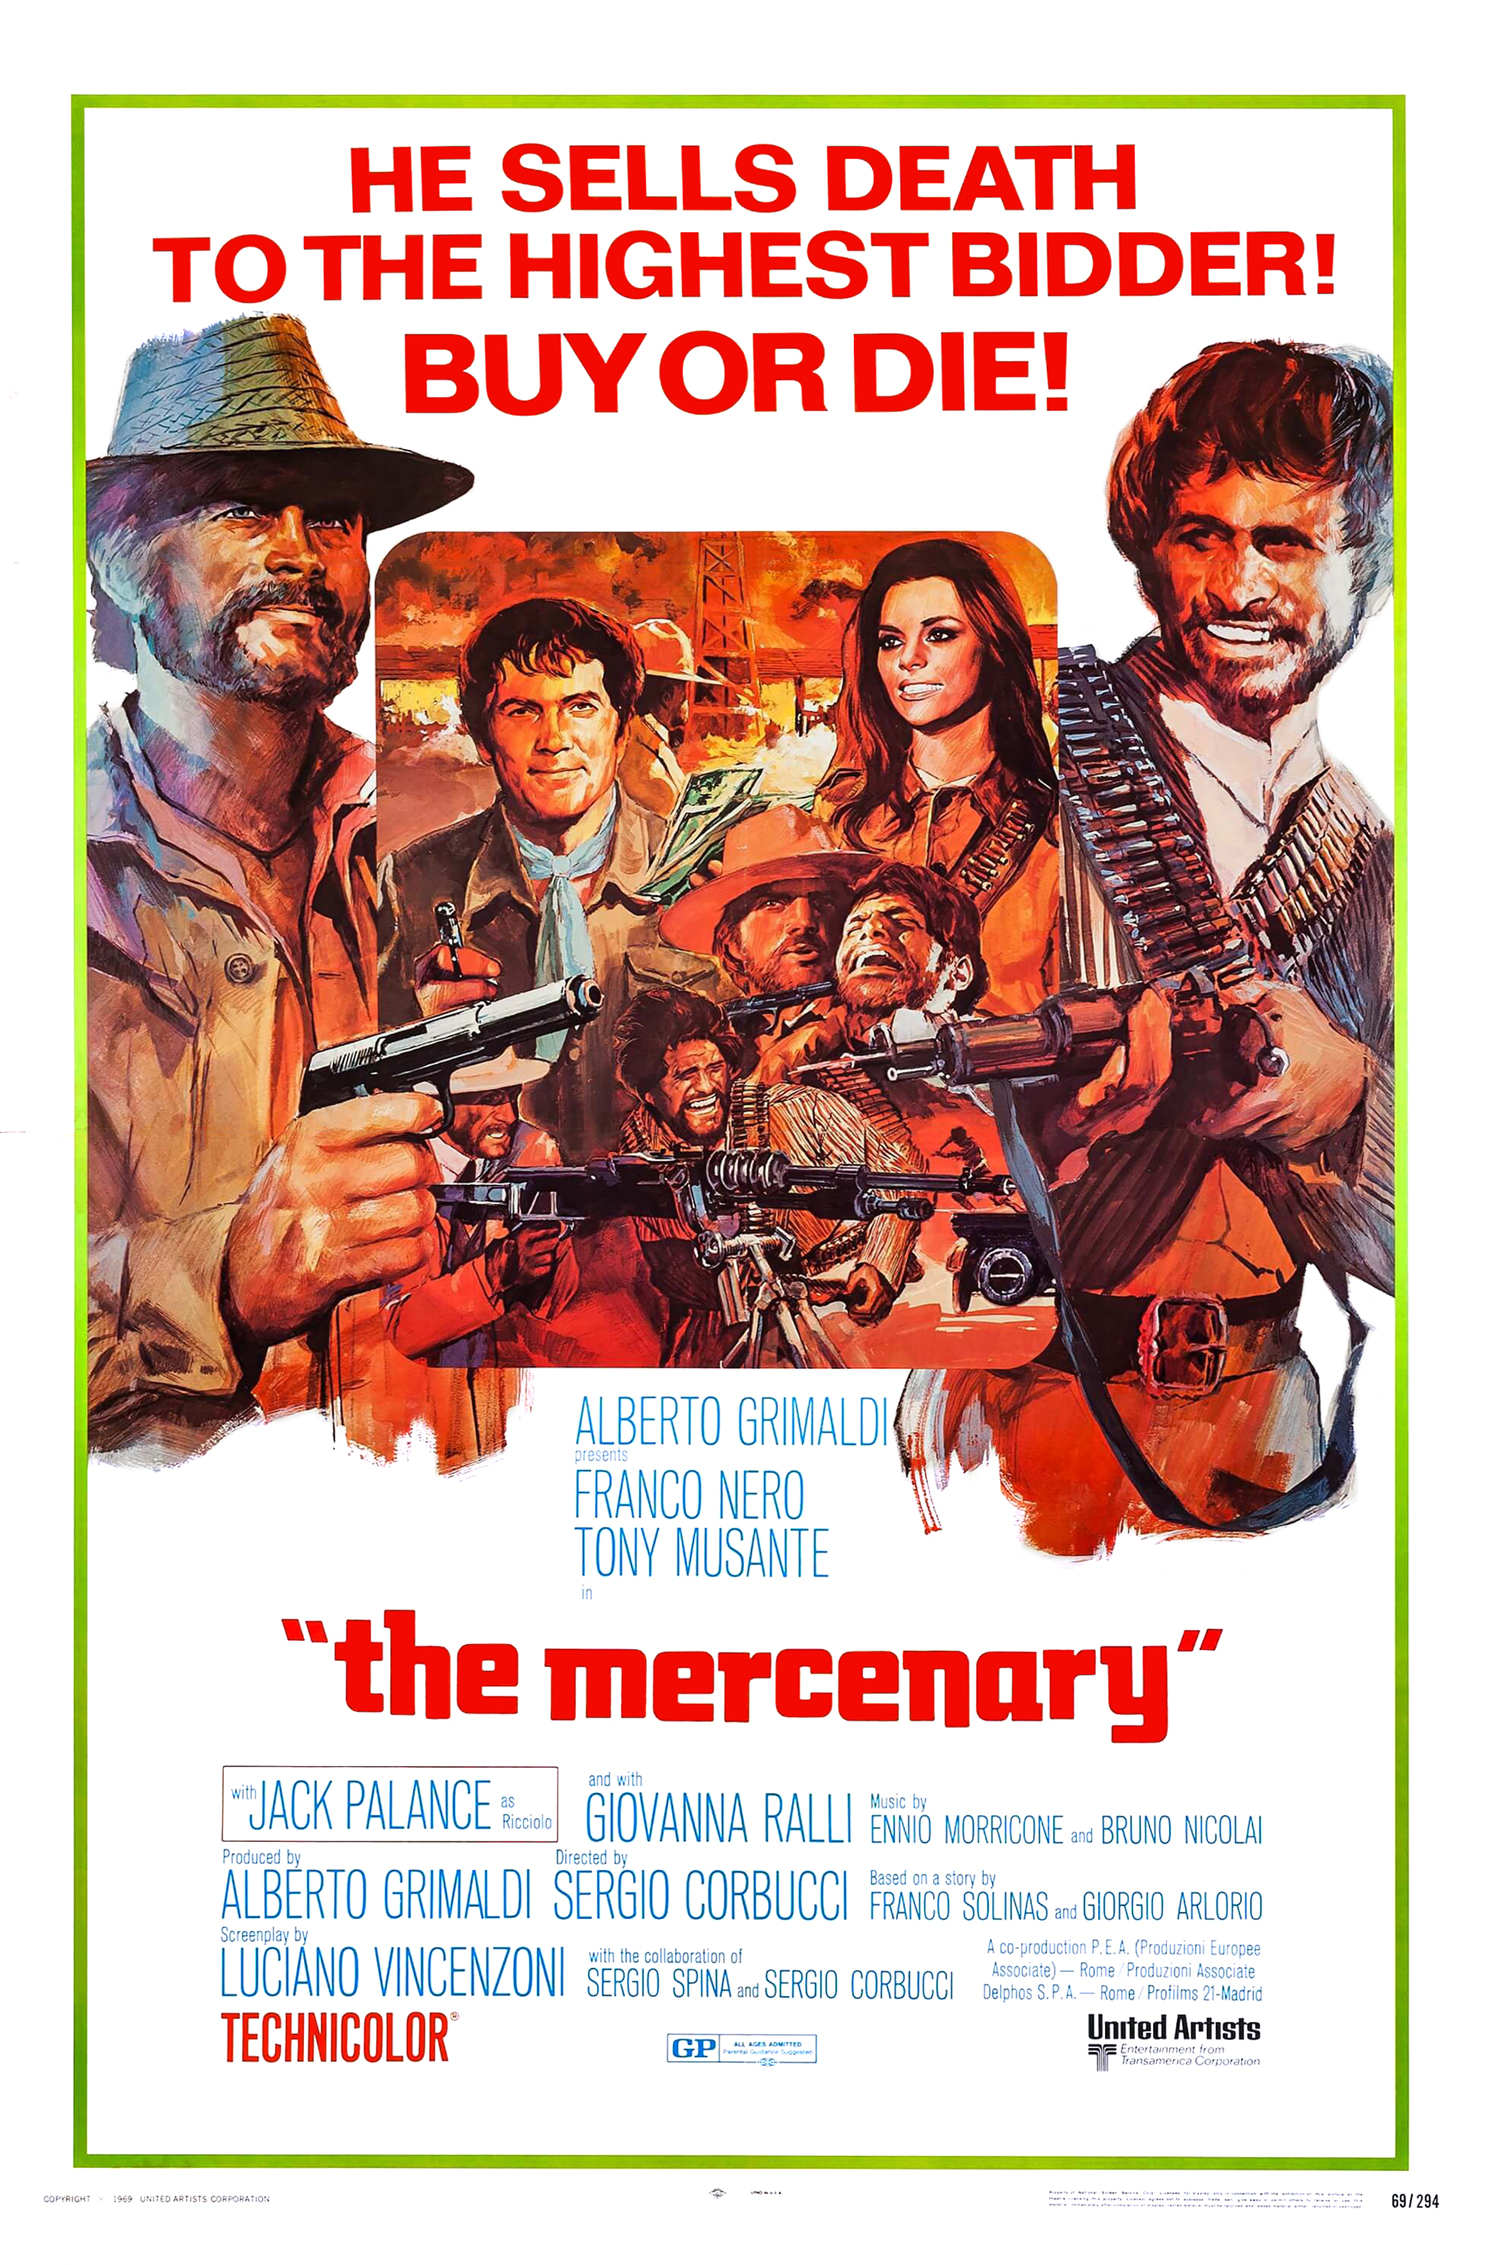 HE SELLS DEATH
TO THE HIGHEST BIDDER!
BUY OR DIE!
ALBERTO GRIMALDI
presents
FRANCO NERO
TONY MUSANTE
in
"the mercenary"
with JACK PALANCE as Ricciolo
and with
GIOVANNA RALLI
Music by
ENNIO MORRICONE and BRUNO NICOLAI
Produced by
ALBERTO GRIMALDI
Directed by
SERGIO CORBUCCI
Based on a story by
FRANCO SOLINAS and GIORGIO ARLORIO
Screenplay by
LUCIANO VINCENZONI
with the collaboration of
SERGIO SPINA and SERGIO CORBUCCI
A co-production P.E.A. (Produzioni Europee
Associate) — Rome/Produzioni Associate
Delphos S.P.A. — Rome/Profilms 21-Madrid
TECHNICOLOR®
GP ALL AGES ADMITTED
Parental Guidance Suggested
United Artists
Entertainment from
Transamerica Corporation
COPYRIGHT 1969 UNITED ARTISTS CORPORATION
69/294